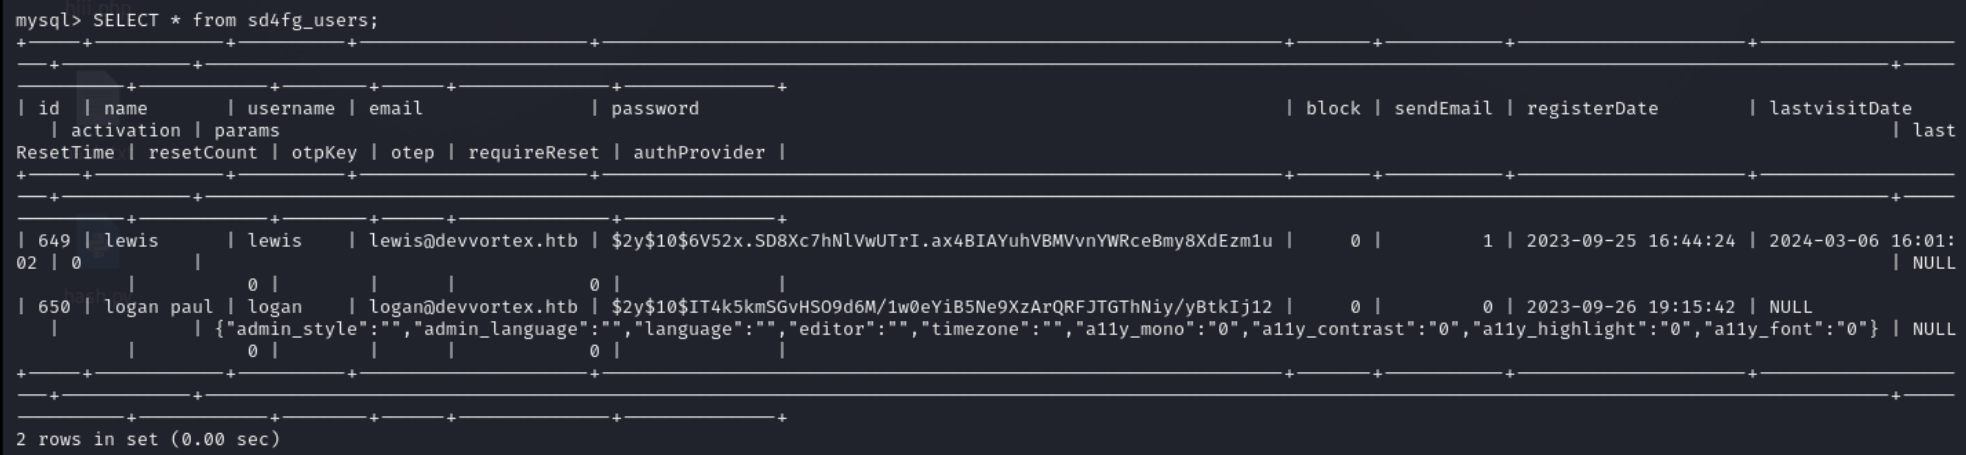 mysql> SELECT * from sd4fg_users;
| id | name | username | email | password | block | sendEmail | registerDate | lastvisitDate
| activation | params | last
ResetTime | resetCount | otpKey | otep | requireReset | authProvider |
| 649 | lewis | lewis | lewis@devvortex.htb | $2y$10$6V52x.SD8Xc7hNlVwUTrI.ax4BIAYuhVBMVvnYWRceBmy8XdEzm1u | 0 | 1 | 2023-09-25 16:44:24 | 2024-03-06 16:01:
02 | 0 | | NULL
| 0 | | | 0 | |
| 650 | logan paul | logan | logan@devvortex.htb | $2y$10$IT4k5kmSGvHSO9d6M/1w0eYiB5Ne9XzArQRFJTGThNiy/yBtkIj12 | 0 | 0 | 2023-09-26 19:15:42 | NULL
| | {"admin_style":"","admin_language":"","language":"","editor":"","timezone":"","a11y_mono":"0","a11y_contrast":"0","a11y_highlight":"0","a11y_font":"0"} | NULL
| 0 | | | 0 | |
2 rows in set (0.00 sec)